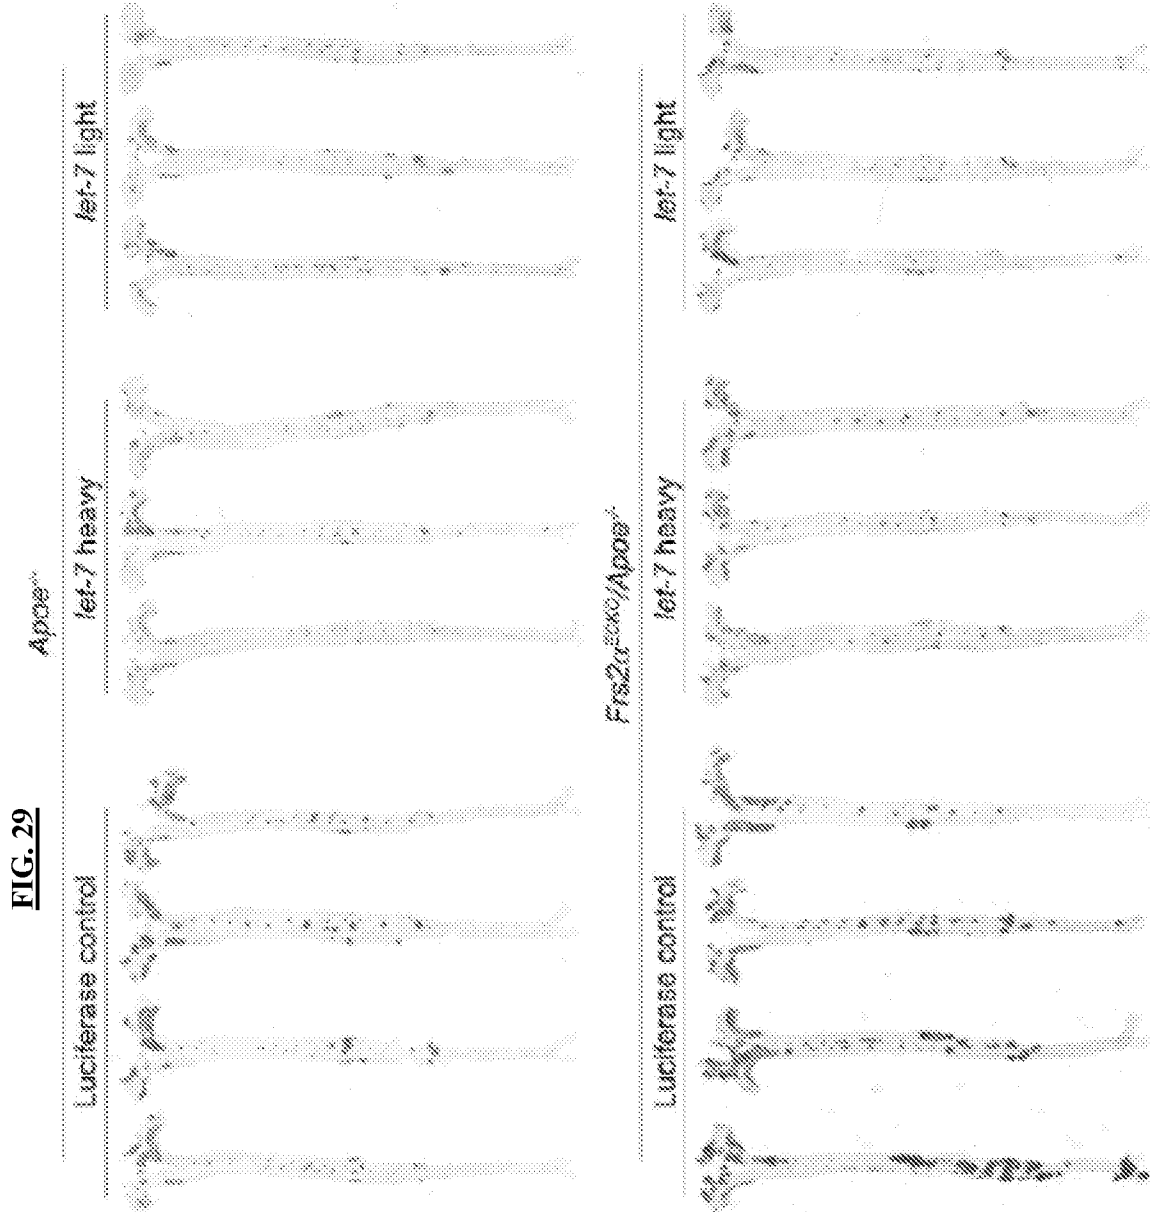 FIG. 29
Apoe-/-
Luciferase control
let-7 heavy
let-7 light
Frs2αECKO/Apoe-/-
Luciferase control
let-7 heavy
let-7 light